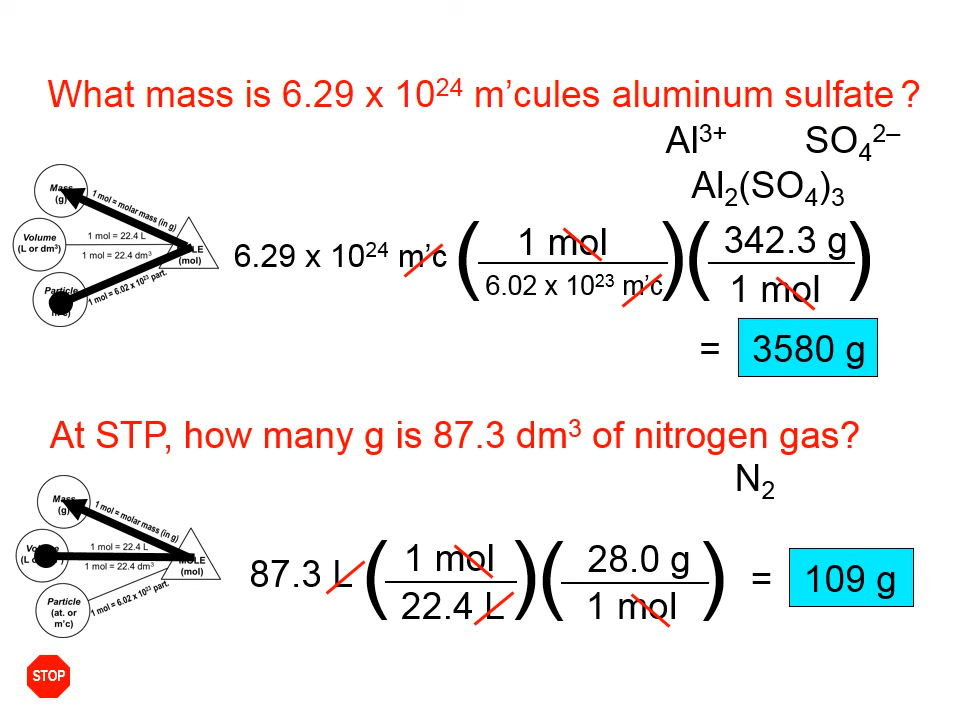 What mass is 6.29 x 10²⁴ m’cules aluminum sulfate ?
Al³⁺ SO₄²⁻
Al₂(SO₄)₃
Mass
(g)
1 mol = molar mass (in g)
Volume
(L or dm³)
1 mol = 22.4 L
1 mol = 22.4 dm³
(mol)
Particle
1 mol = 6.02 x 10²³ part.
6.29 x 10²⁴ m’c ( 1 mol / 6.02 x 10²³ m’c ) ( 342.3 g / 1 mol )
= 3580 g
At STP, how many g is 87.3 dm³ of nitrogen gas?
N₂
Mass
(g)
1 mol = molar mass (in g)
1 mol = 22.4 L
1 mol = 22.4 dm³
MOLE
(mol)
Particle
(at. or
m’c)
1 mol = 6.02 x 10²³ part.
87.3 L ( 1 mol / 22.4 L ) ( 28.0 g / 1 mol ) = 109 g
STOP